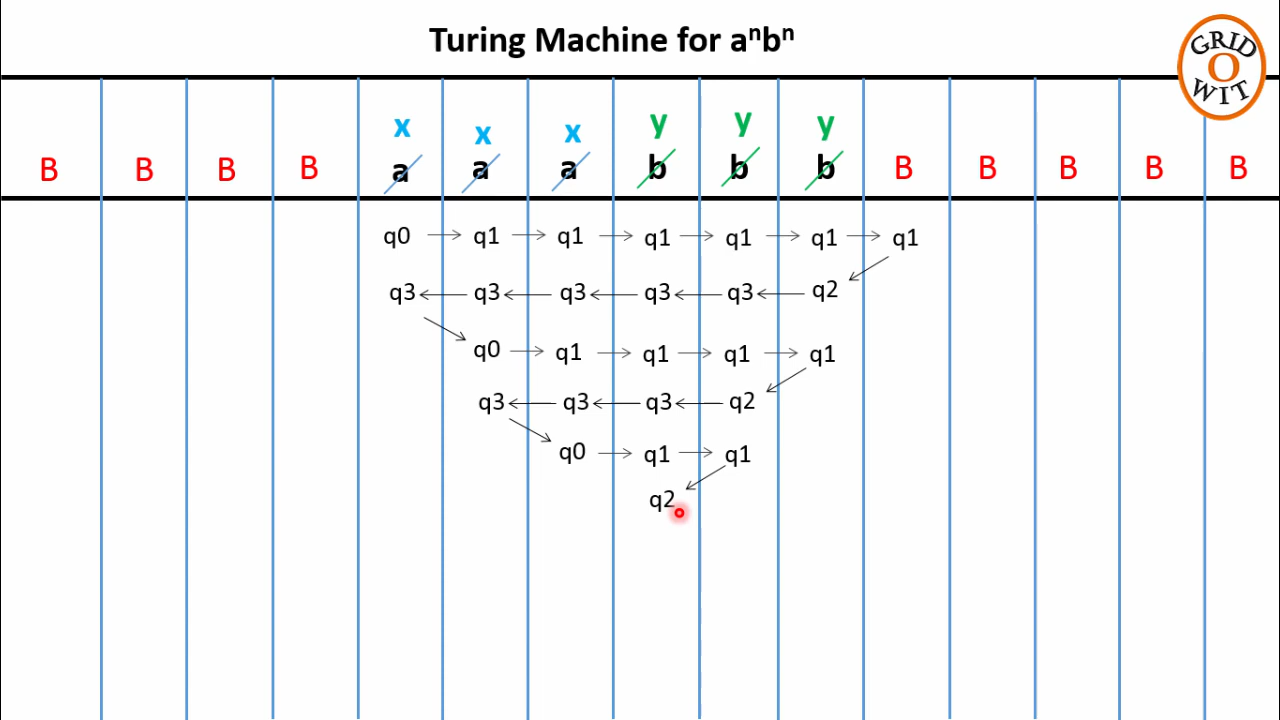 Turing Machine for aⁿbⁿ
GRID
O
WIT
x x x y y y
B B B B a a a b b b B B B B B
q0 → q1 → q1 → q1 → q1 → q1 → q1
q3 ← q3 ← q3 ← q3 ← q3 ← q2
q0 → q1 → q1 → q1 → q1
q3 ← q3 ← q3 ← q2
q0 → q1 → q1
q2